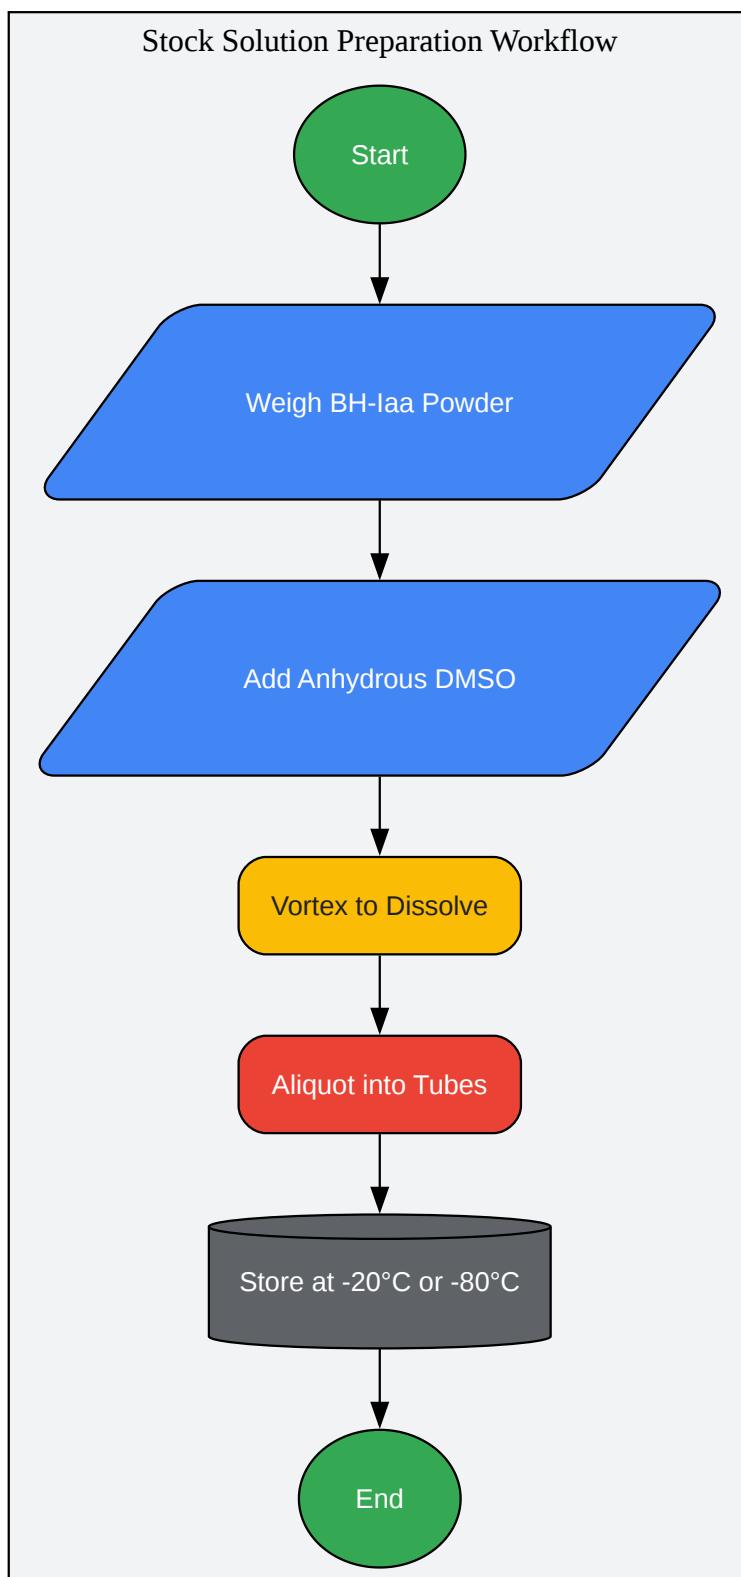 Stock Solution Preparation Workflow
Start
Weigh BH-Iaa Powder
Add Anhydrous DMSO
Vortex to Dissolve
Aliquot into Tubes
Store at -20°C or -80°C
End